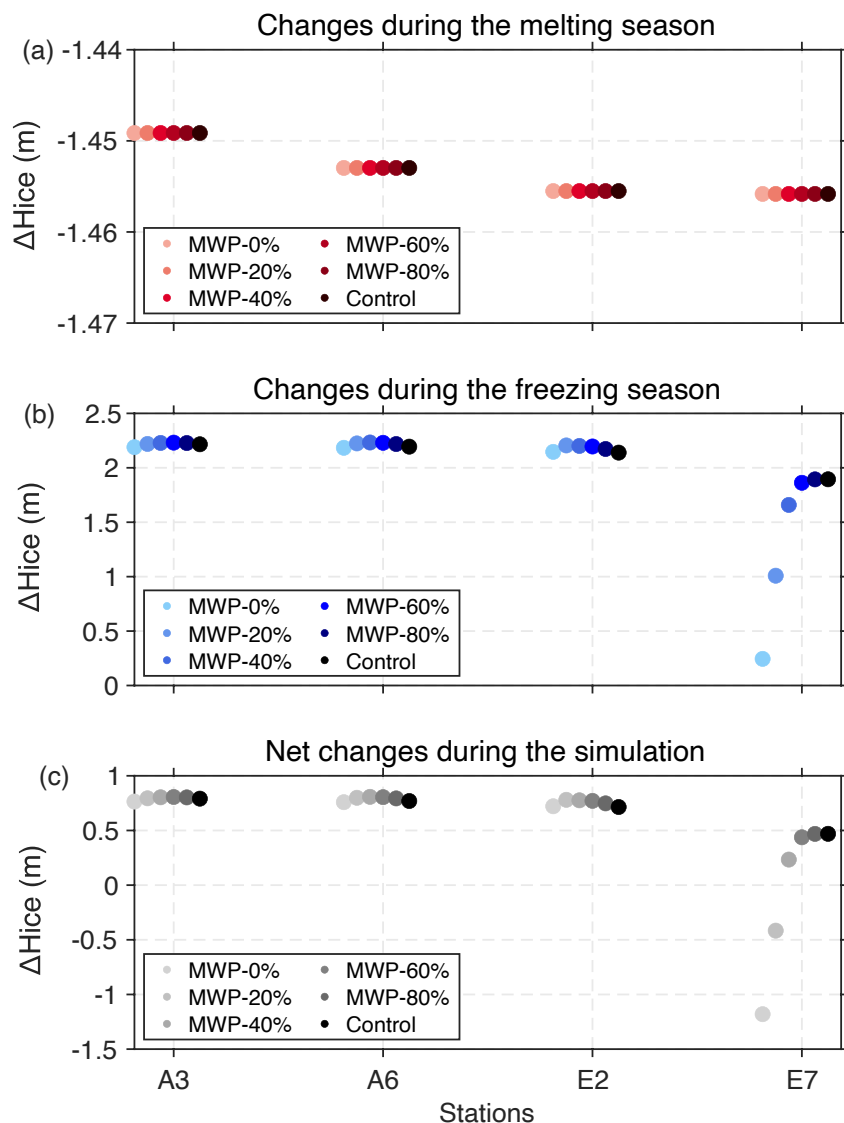 Changes during the melting season
(a)
-1.44
-1.45
-1.46
-1.47
ΔHice (m)
MWP-0%
MWP-20%
MWP-40%
MWP-60%
MWP-80%
Control
Changes during the freezing season
(b)
2.5
2
1.5
1
0.5
0
ΔHice (m)
MWP-0%
MWP-20%
MWP-40%
MWP-60%
MWP-80%
Control
Net changes during the simulation
(c)
1
0.5
0
-0.5
-1
-1.5
ΔHice (m)
MWP-0%
MWP-20%
MWP-40%
MWP-60%
MWP-80%
Control
A3 A6 E2 E7
Stations